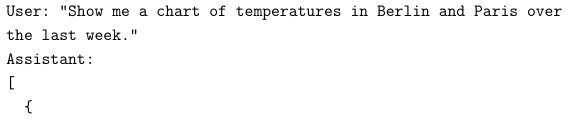 User: "Show me a chart of temperatures in Berlin and Paris over
the last week."
Assistant:
[
  {